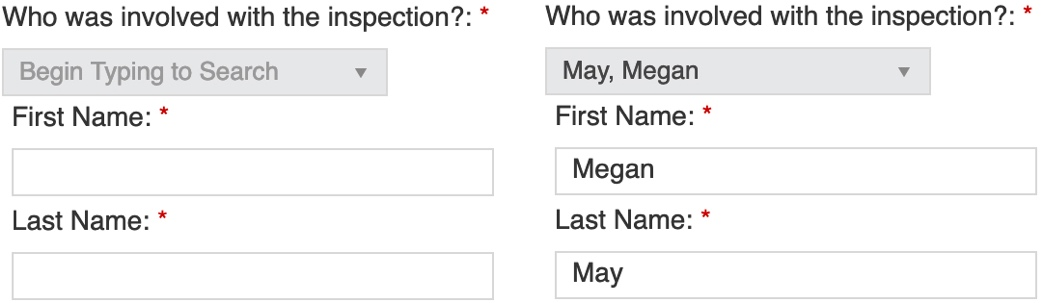 Who was involved with the inspection?: *
Begin Typing to Search
First Name: *
Last Name: *
Who was involved with the inspection?: *
May, Megan
First Name: *
Megan
Last Name: *
May